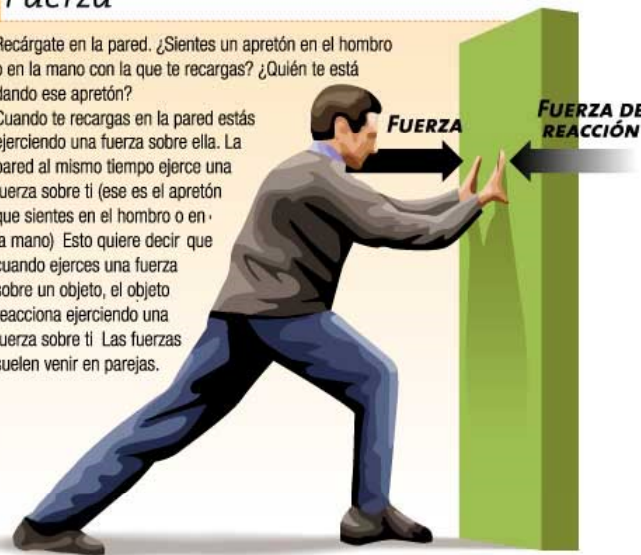 Fuerza
Recárgate en la pared. ¿Sientes un apretón en el hombro
o en la mano con la que te recargas? ¿Quién te está
dando ese apretón?
Cuando te recargas en la pared estás
ejerciendo una fuerza sobre ella. La
pared al mismo tiempo ejerce una
fuerza sobre ti (ese es el apretón
que sientes en el hombro o en
la mano) Esto quiere decir que
cuando ejerces una fuerza
sobre un objeto, el objeto
reacciona ejerciendo una
fuerza sobre ti Las fuerzas
suelen venir en parejas.
FUERZA
FUERZA DE
REACCIÓN